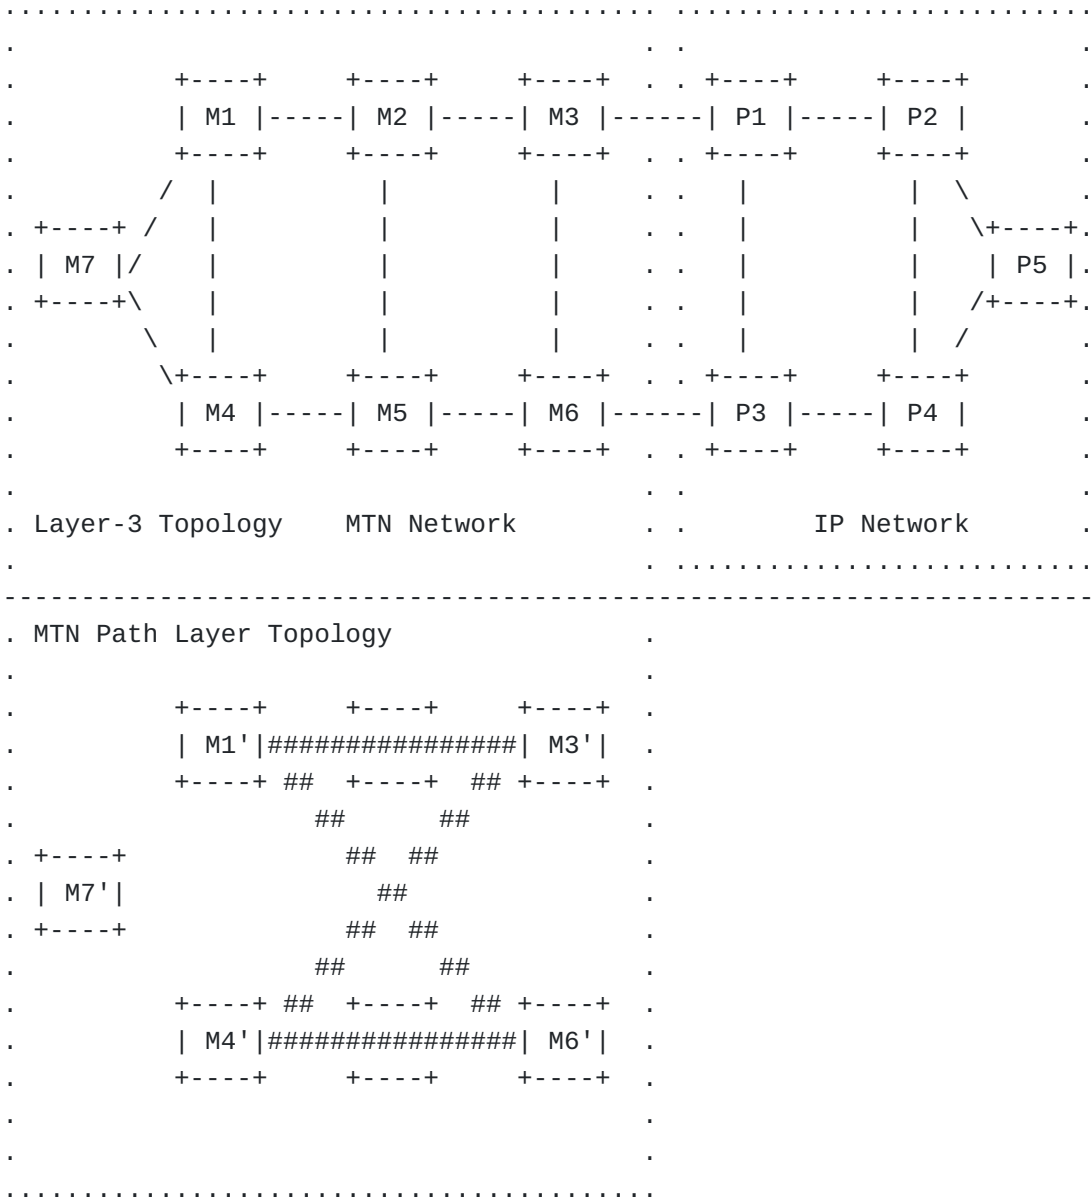 .......................................... ...........................
.                                         . .                          .
.           +----+     +----+     +----+  . . +----+     +----+        .
.           | M1 |-----| M2 |-----| M3 |------| P1 |-----| P2 |        .
.           +----+     +----+     +----+  . . +----+     +----+        .
.          /  |          |          |     . .   |          |  \        .
. +----+ /    |          |          |     . .   |          |   \+----+.
. | M7 |/     |          |          |     . .   |          |    | P5 |.
. +----+\     |          |          |     . .   |          |   /+----+.
.         \   |          |          |     . .   |          |  /        .
.          \+----+     +----+     +----+  . . +----+     +----+        .
.           | M4 |-----| M5 |-----| M6 |------| P3 |-----| P4 |        .
.           +----+     +----+     +----+  . . +----+     +----+        .
.                                         . .                          .
. Layer-3 Topology    MTN Network         . .        IP Network        .
.                                         . ...........................
----------------------------------------------------------------------
. MTN Path Layer Topology                 .
.                                         .
.           +----+     +----+     +----+  .
.           | M1'|################| M3'|  .
.           +----+ ##  +----+  ## +----+  .
.                    ##      ##           .
. +----+               ##  ##             .
. | M7'|                 ##               .
. +----+               ##  ##             .
.                    ##      ##           .
.           +----+ ##  +----+  ## +----+  .
.           | M4'|################| M6'|  .
.           +----+     +----+     +----+  .
.                                         .
.                                         .
..........................................